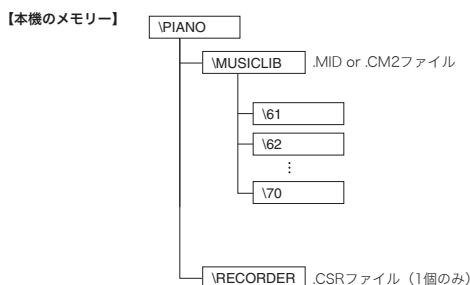 【本機のメモリー】
\PIANO
\MUSICLIB .MID or .CM2ファイル
\61
\62
⋮
\70
\RECORDER .CSRファイル（1個のみ）